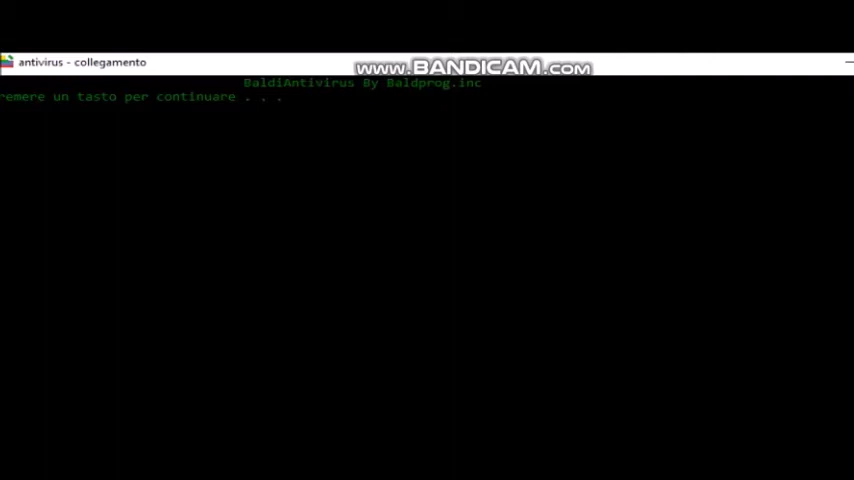 antivirus - collegamento
www.BANDICAM.com
BaldiAntivirus By Baldprog.inc
remere un tasto per continuare . . .